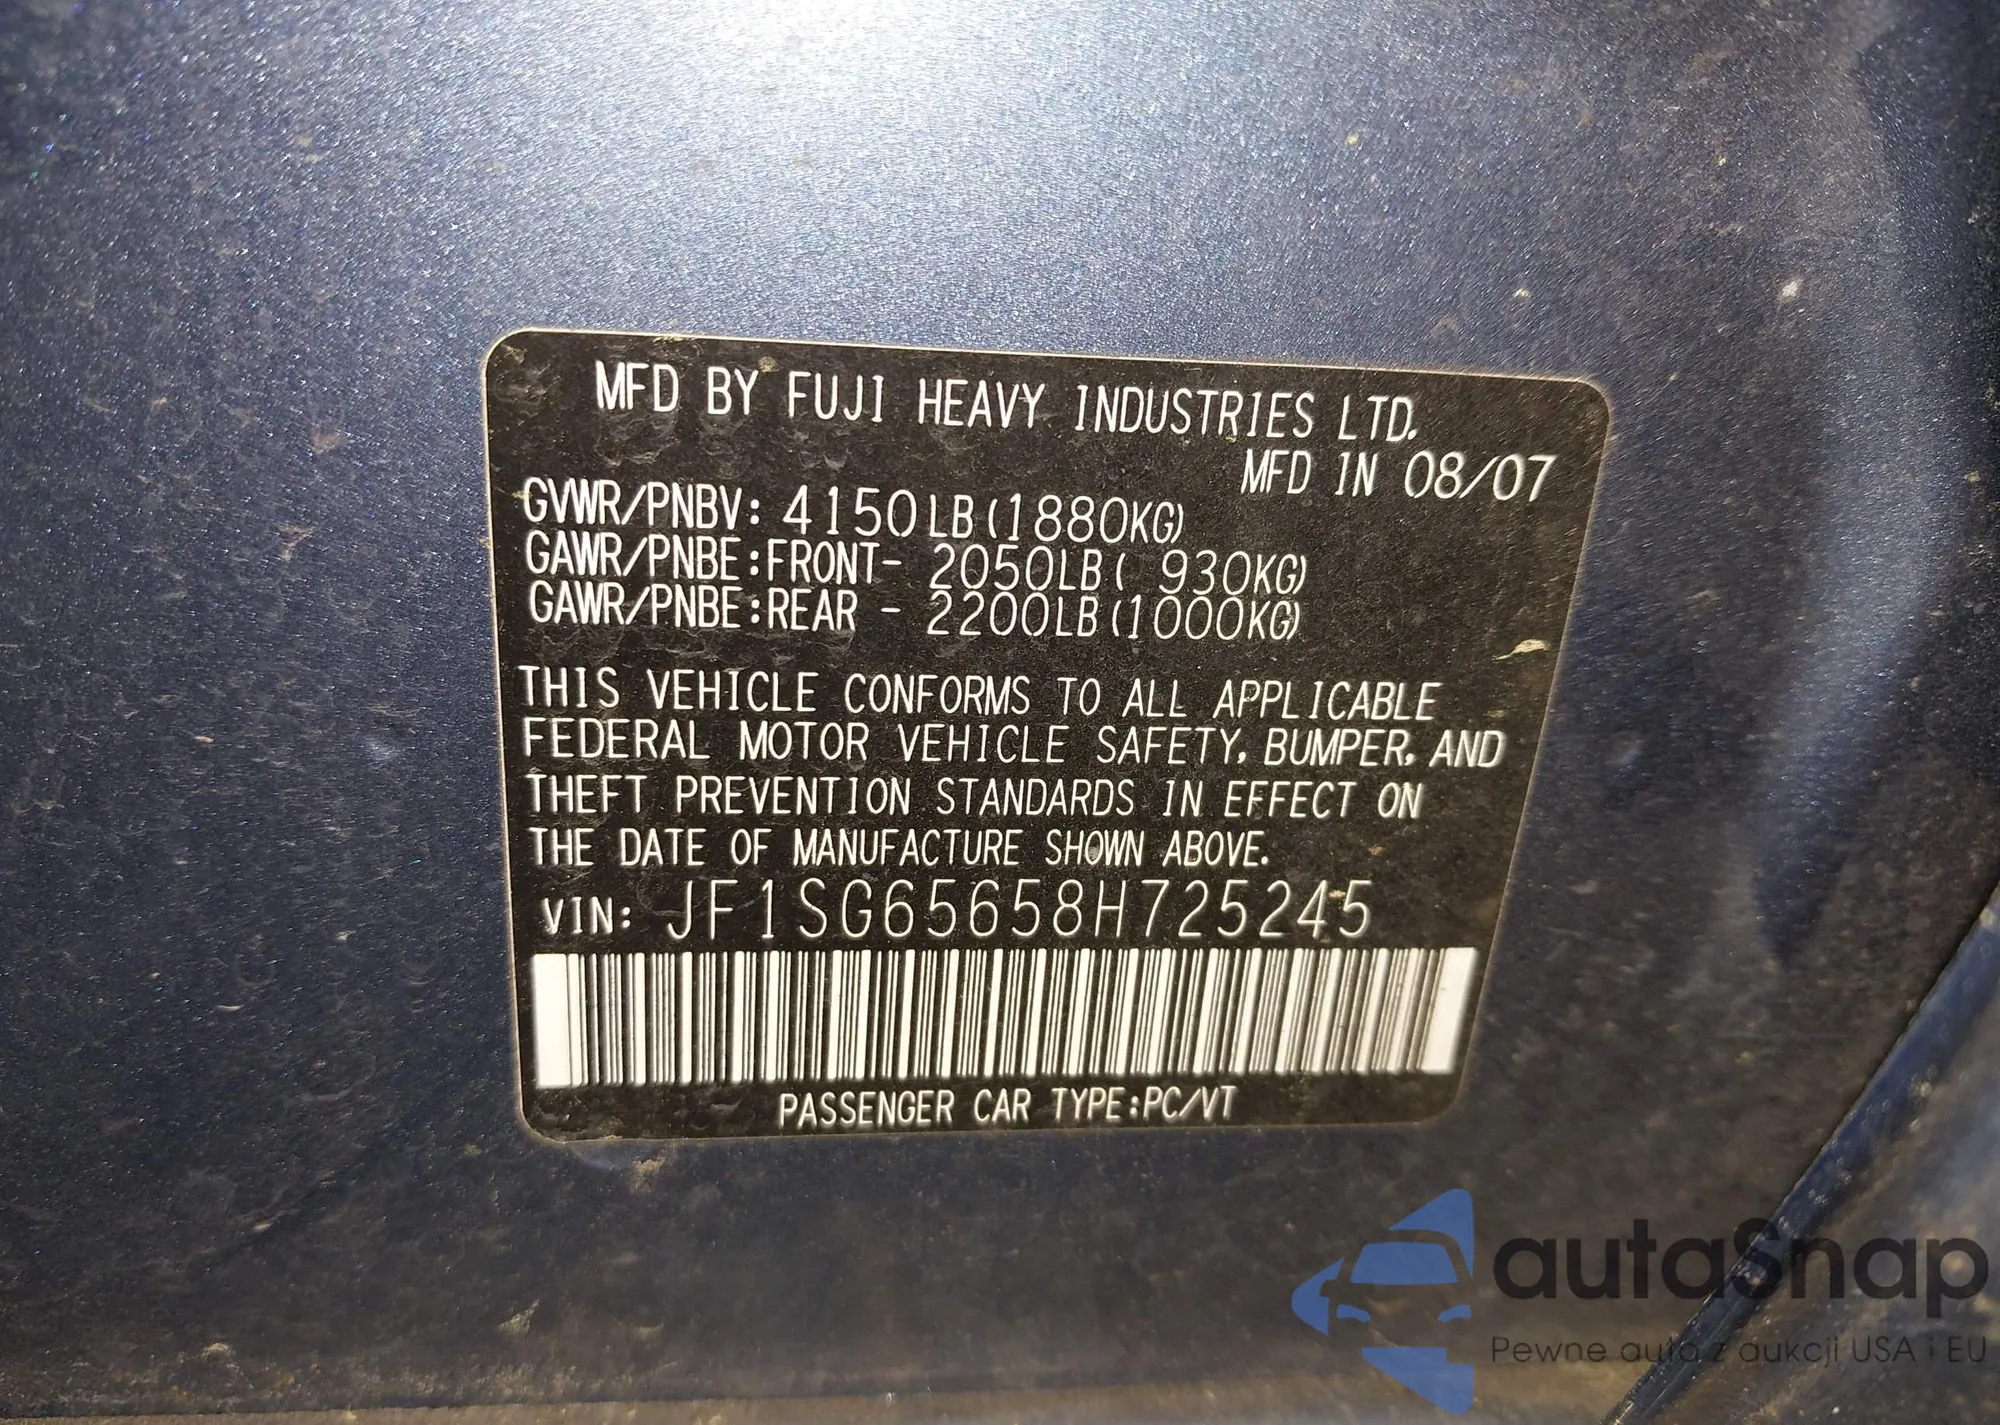 MFD BY FUJI HEAVY INDUSTRIES LTD.
MFD IN 08/07
GVWR/PNBV: 4150LB(1880KG)
GAWR/PNBE:FRONT- 2050LB( 930KG)
GAWR/PNBE:REAR - 2200LB(1000KG)
THIS VEHICLE CONFORMS TO ALL APPLICABLE
FEDERAL MOTOR VEHICLE SAFETY, BUMPER, AND
THEFT PREVENTION STANDARDS IN EFFECT ON
THE DATE OF MANUFACTURE SHOWN ABOVE.
VIN: JF1SG65658H725245
PASSENGER CAR TYPE:PC/VT
autaSnap
Pewne auta z aukcji USA i EU